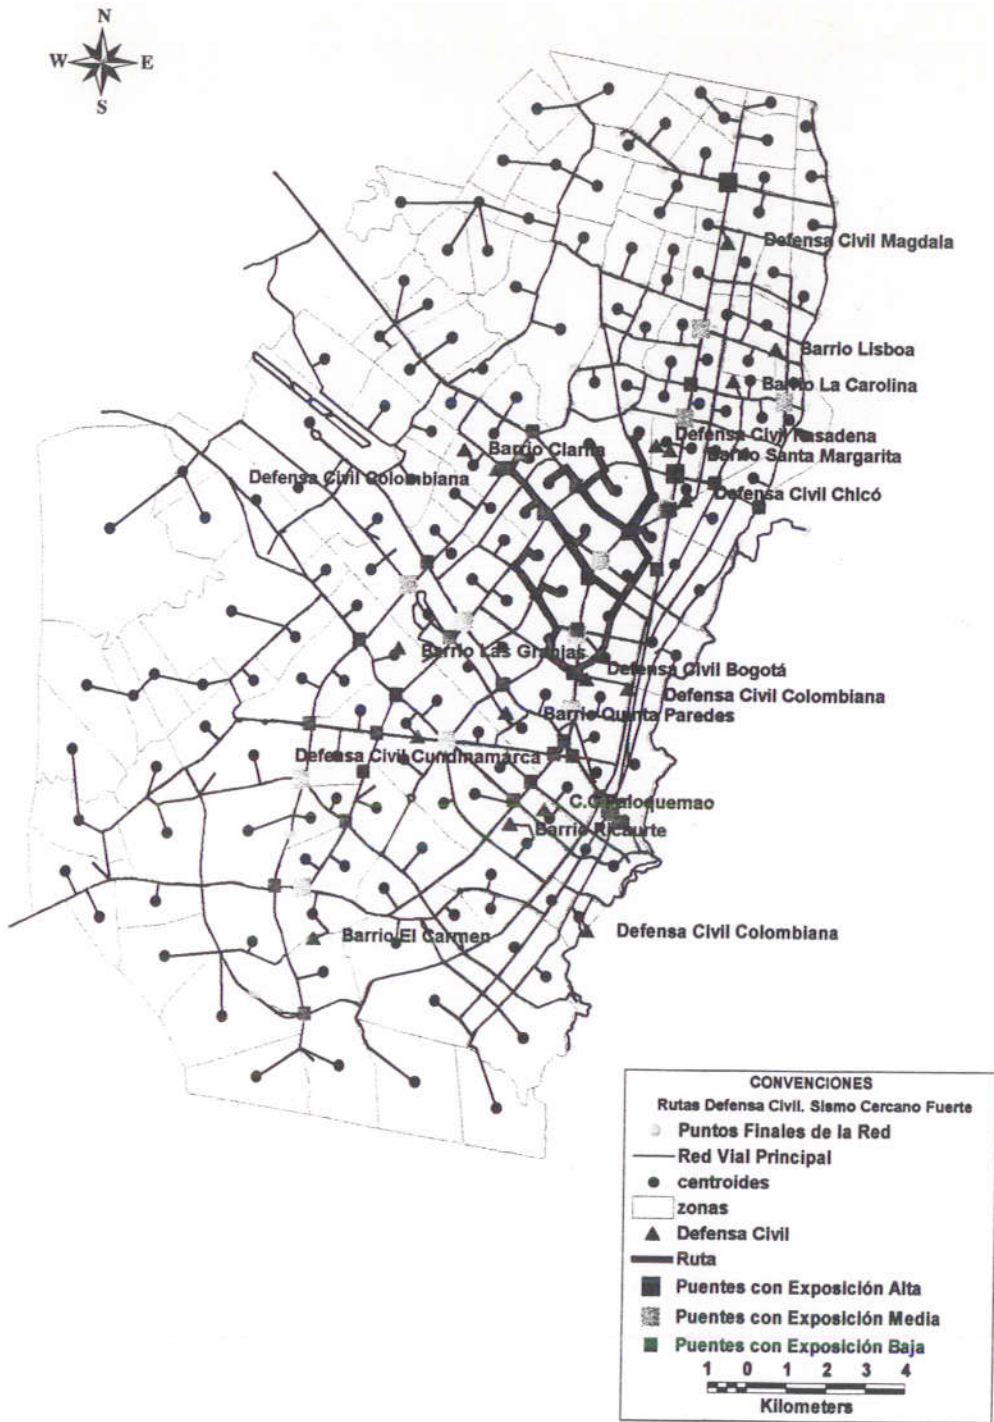 N
W E
S
Defensa Civil Magdala
Barrio Lisboa
Barrio La Carolina
Defensa Civil Pasadena
Barrio Clarita
Barrio Santa Margarita
Defensa Civil Colombiana
Defensa Civil Chicó
Barrio Las Granjas
Defensa Civil Bogotá
Defensa Civil Colombiana
Barrio Quinta Paredes
Defensa Civil Cundinamarca
C.C. Paloquemao
Barrio Ricaurte
Barrio El Carmen
Defensa Civil Colombiana
CONVENCIONES
Rutas Defensa Civil. Sismo Cercano Fuerte
Puntos Finales de la Red
Red Vial Principal
centroides
zonas
Defensa Civil
Ruta
Puentes con Exposición Alta
Puentes con Exposición Media
Puentes con Exposición Baja
1 0 1 2 3 4
Kilometers